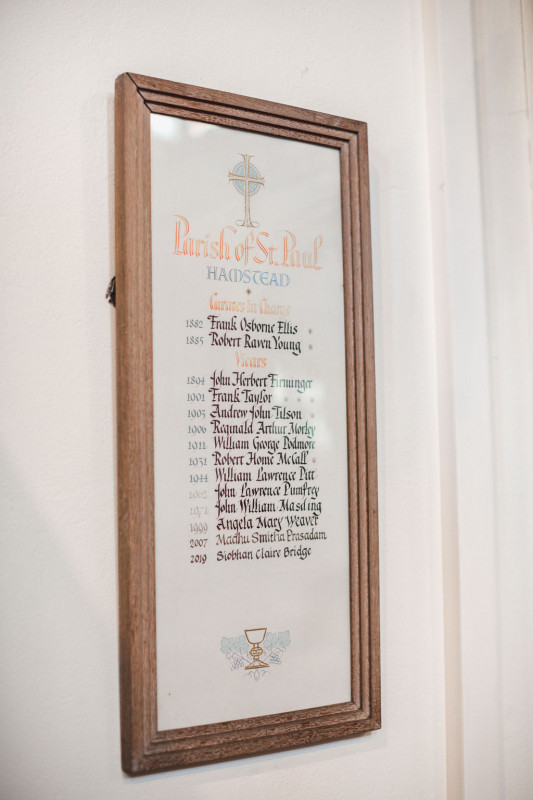 Parish of St. Paul
HAMSTEAD
Curates in Charge
1882 Frank Osborne Ellis
1885 Robert Raven Young
Vicars
1894 John Herbert Firminger
1901 Frank Taylor
1905 Andrew John Tilson
1906 Reginald Arthur Morley
1911 William George Podmore
1931 Robert Home McCall
1944 William Lawrence Pitt
1962 John Lawrence Pumfrey
John William Masding
1999 Angela Mary Weaver
2007 Madhu Smitha Prasadam
2019 Siobhan Claire Bridge